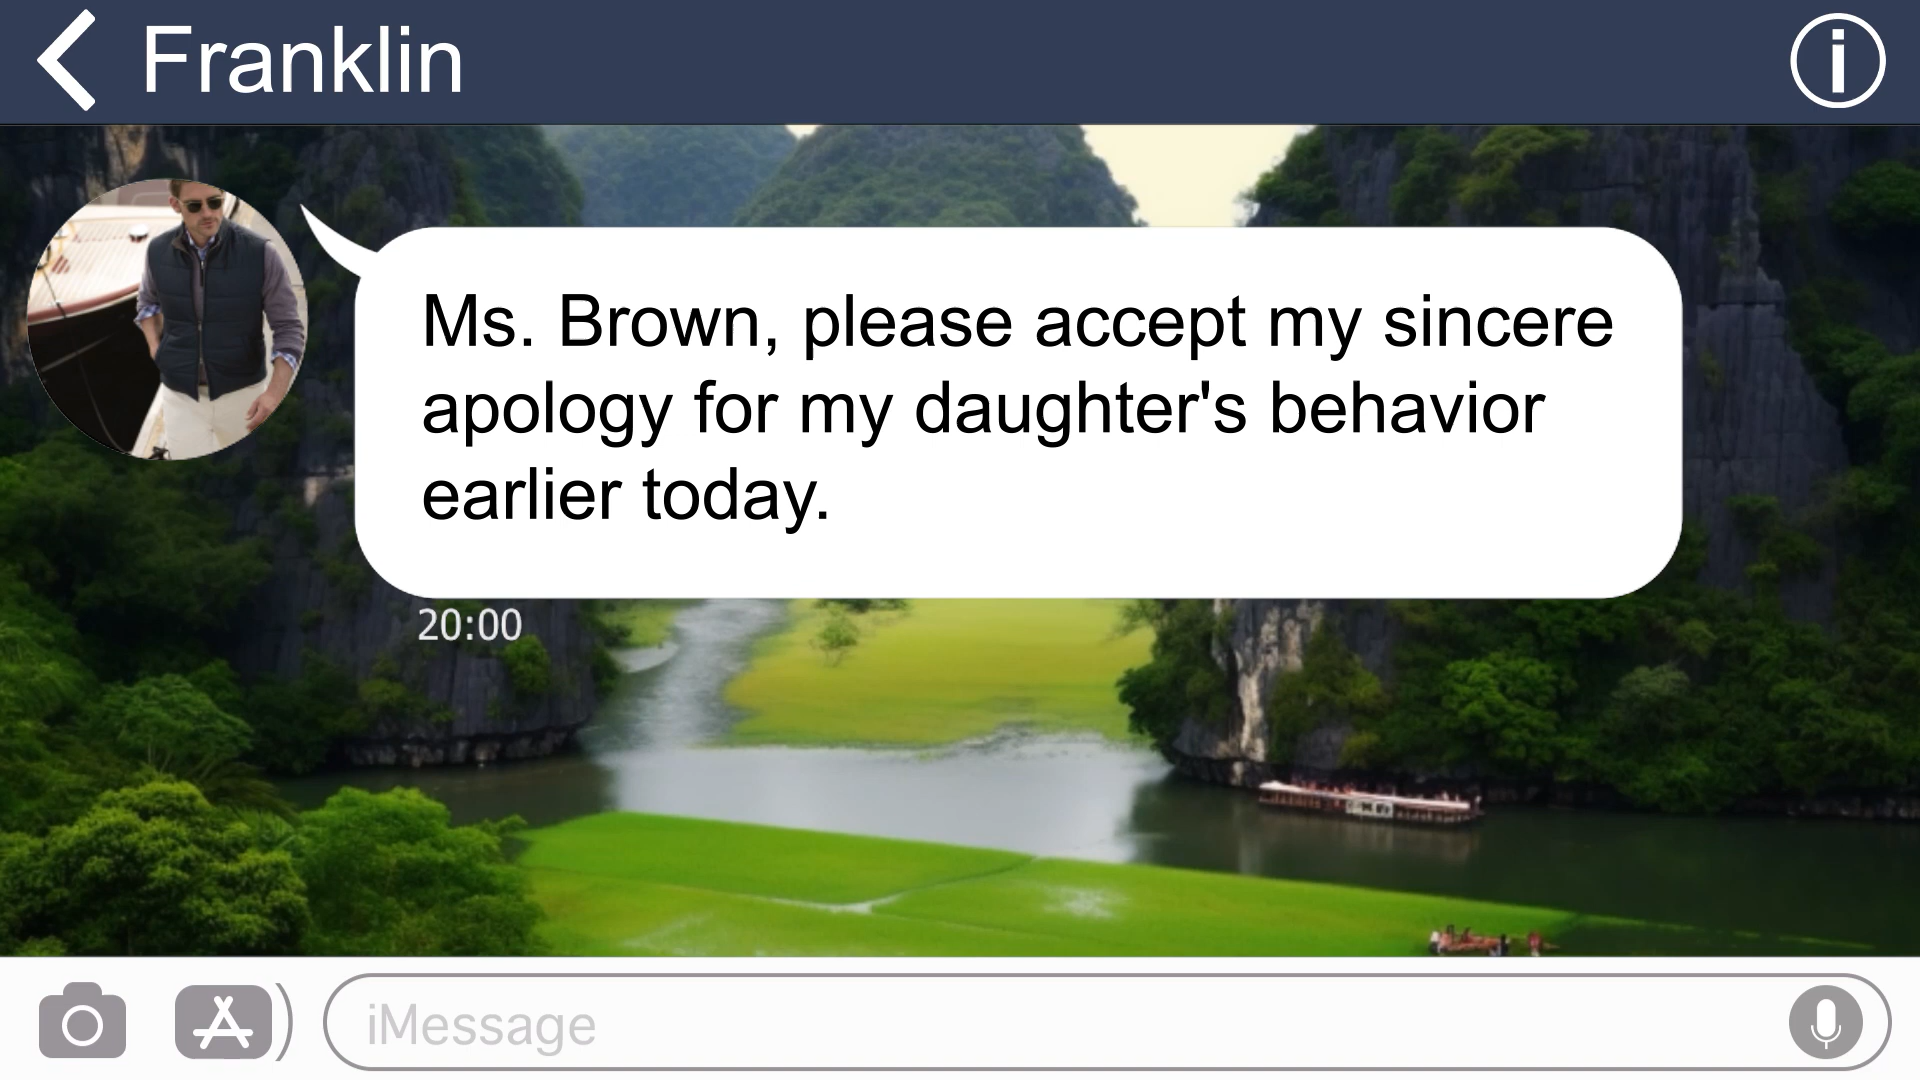 Franklin
Ms. Brown, please accept my sincere
apology for my daughter's behavior
earlier today.
20:00
iMessage